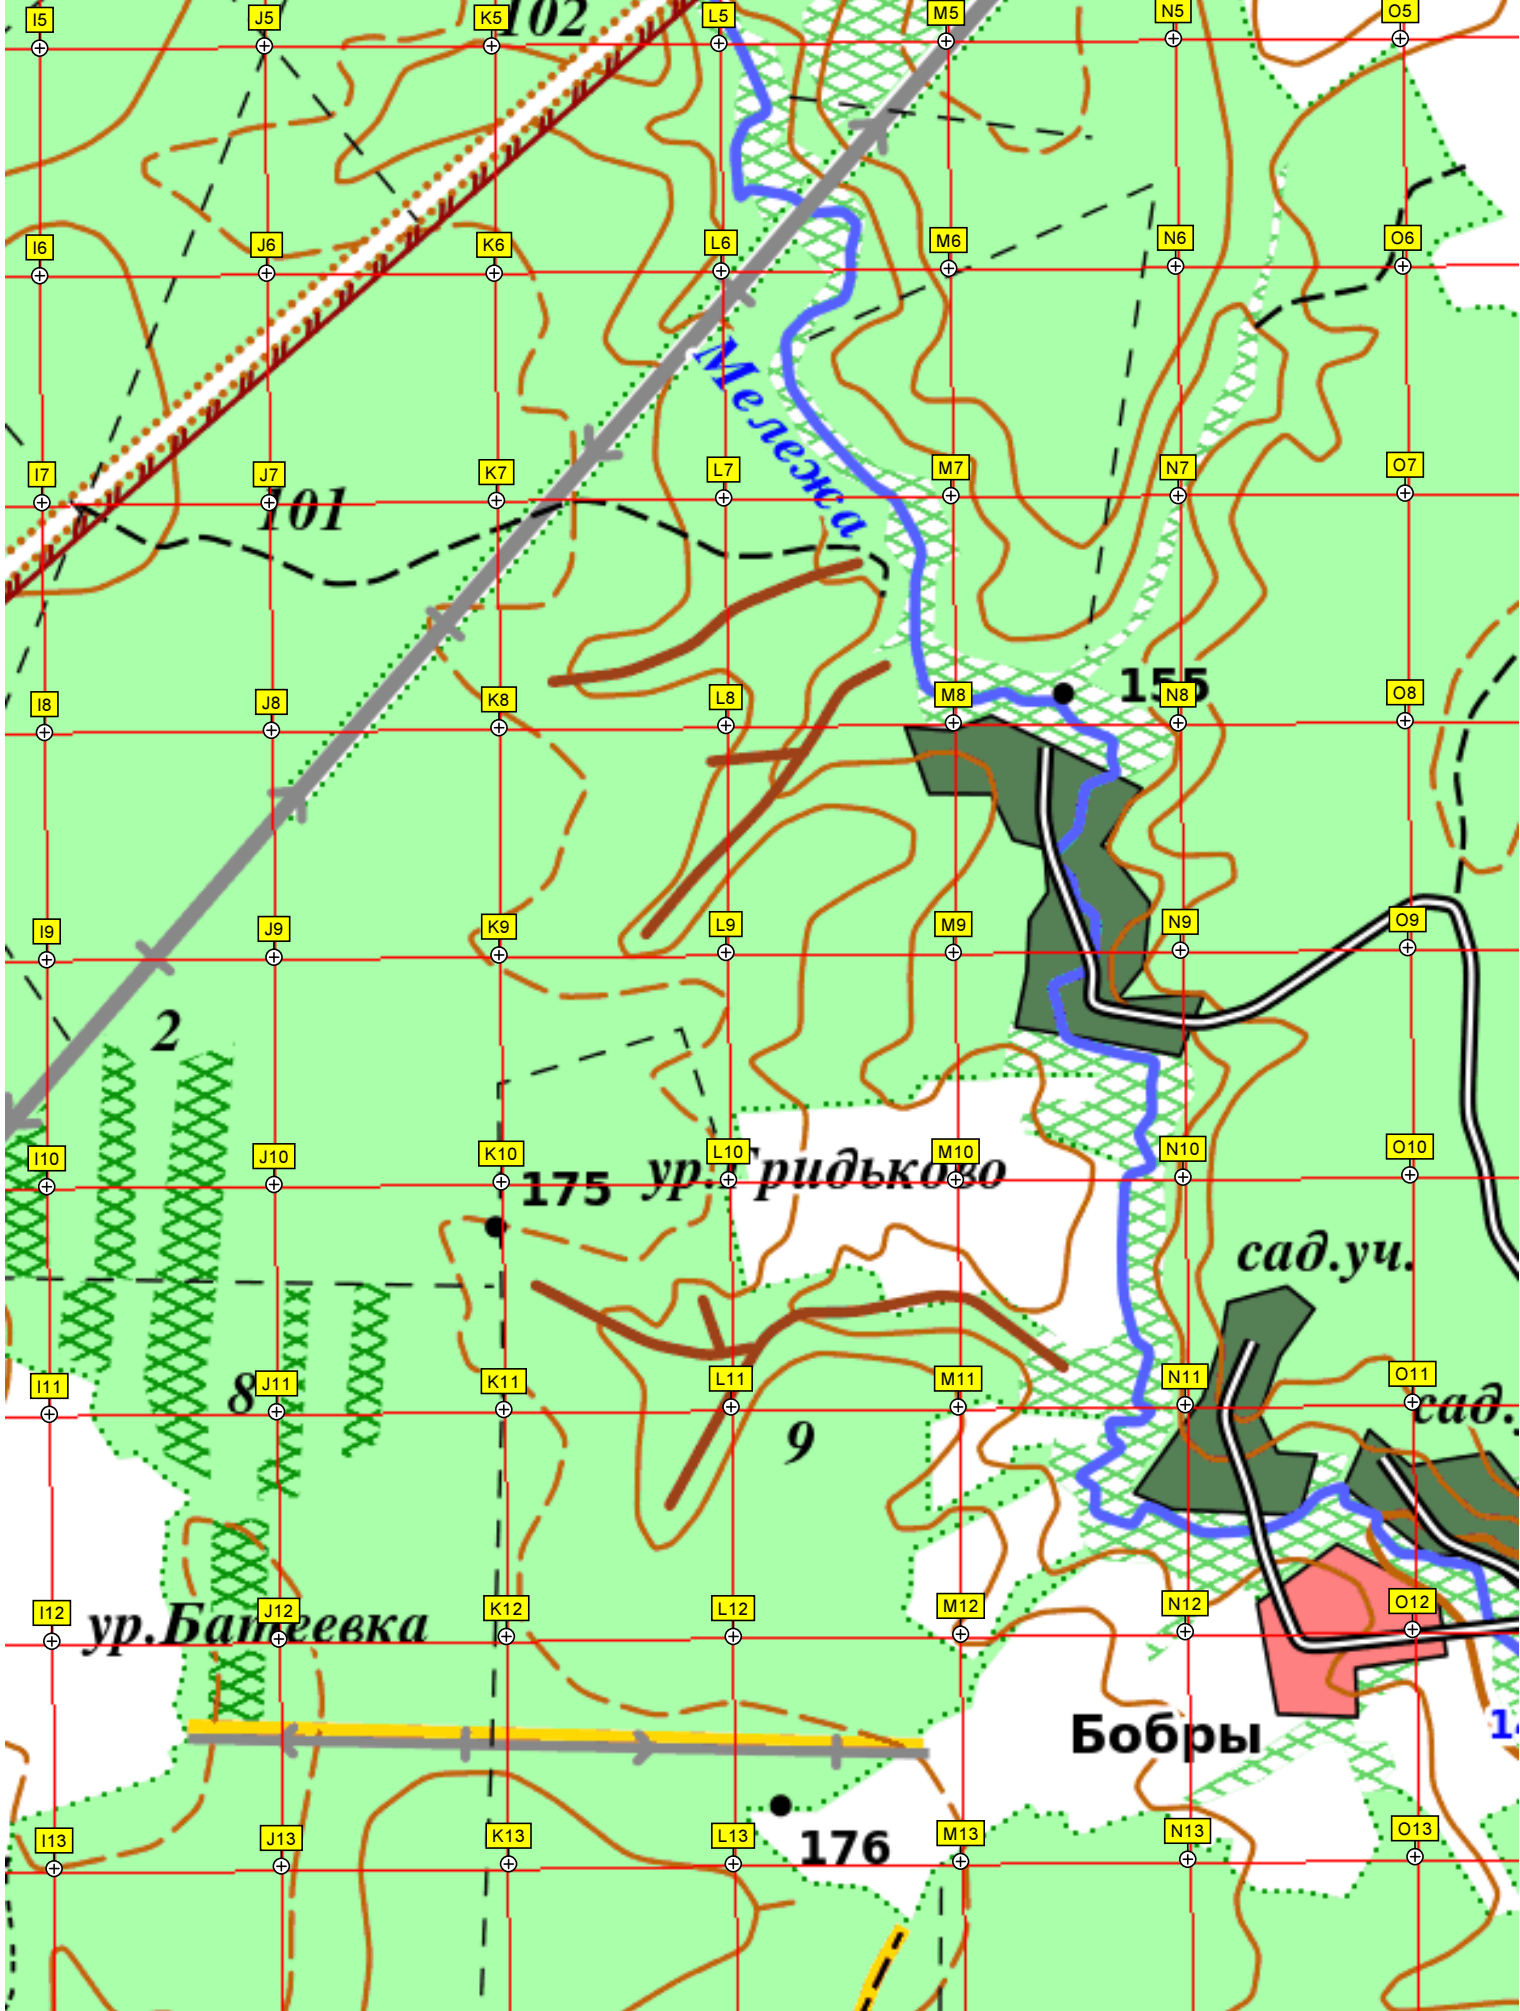 I5 J5 K5 102 L5 M5 N5 O5
I6 J6 K6 L6 M6 N6 O6
Мележа
I7 J7 K7 L7 M7 N7 O7
101
155
I8 J8 K8 L8 M8 N8 O8
I9 J9 K9 L9 M9 N9 O9
2
I10 J10 K10 L10 M10 N10 O10
175 ур.Гридьково
сад.уч.
I11 J11 K11 L11 M11 N11 O11
8 сад.
9
I12 J12 K12 L12 M12 N12 O12
ур.Батеевка
Бобры
I13 J13 K13 L13 M13 N13 O13
176